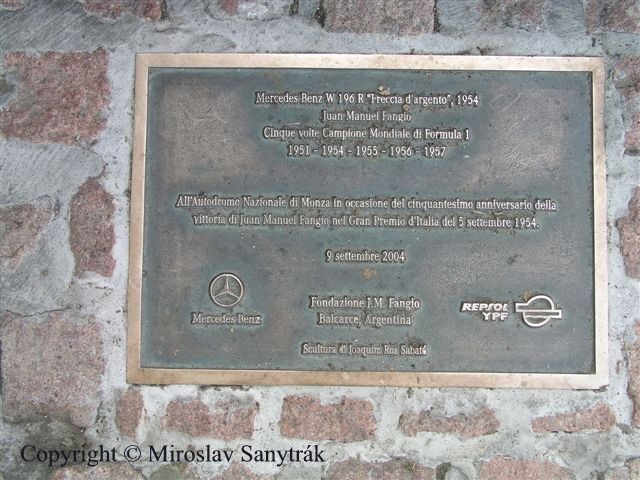 Mercedes Benz W 196 R "Freccia d'argento", 1954
Juan Manuel Fangio
Cinque volte Campione Mondiale di Formula 1
1951 - 1954 - 1955 - 1956 - 1957
All'Autodromo Nazionale di Monza in occasione del cinquantesimo anniversario della
vittoria di Juan Manuel Fangio nel Gran Premio d'Italia del 5 settembre 1954.
9 settembre 2004
Mercedes Benz
Fondazione J.M. Fangio
Balcarce, Argentina
REPSOL
YPF
Scultura di Joaquim Ros Sabaté
Copyright © Miroslav Sanytrák